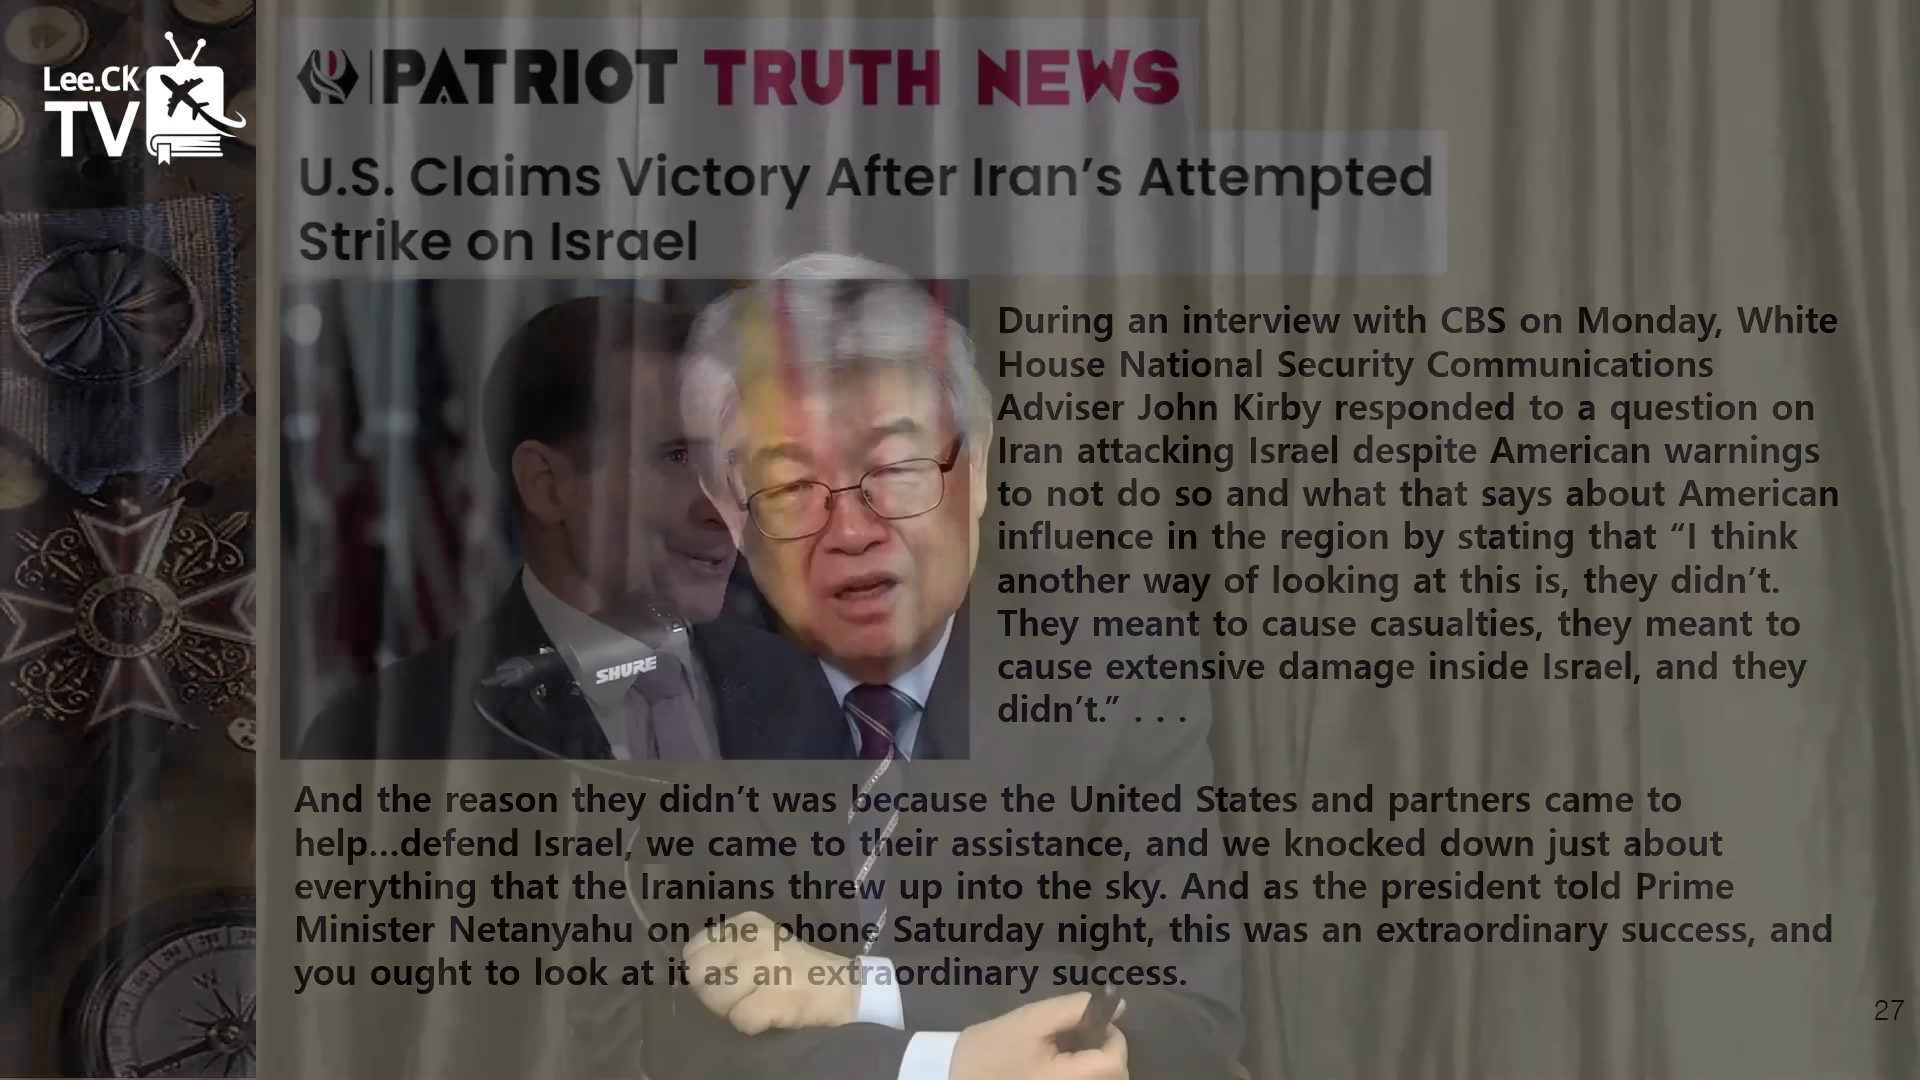 Lee.CK
TV
PATRIOT TRUTH NEWS
U.S. Claims Victory After Iran's Attempted
Strike on Israel
SHURE
During an interview with CBS on Monday, White
House National Security Communications
Adviser John Kirby responded to a question on
Iran attacking Israel despite American warnings
to not do so and what that says about American
influence in the region by stating that “I think
another way of looking at this is, they didn’t.
They meant to cause casualties, they meant to
cause extensive damage inside Israel, and they
didn’t.” . . .
And the reason they didn’t was because the United States and partners came to
help...defend Israel, we came to their assistance, and we knocked down just about
everything that the Iranians threw up into the sky. And as the president told Prime
Minister Netanyahu on the phone Saturday night, this was an extraordinary success, and
you ought to look at it as an extraordinary success.
27